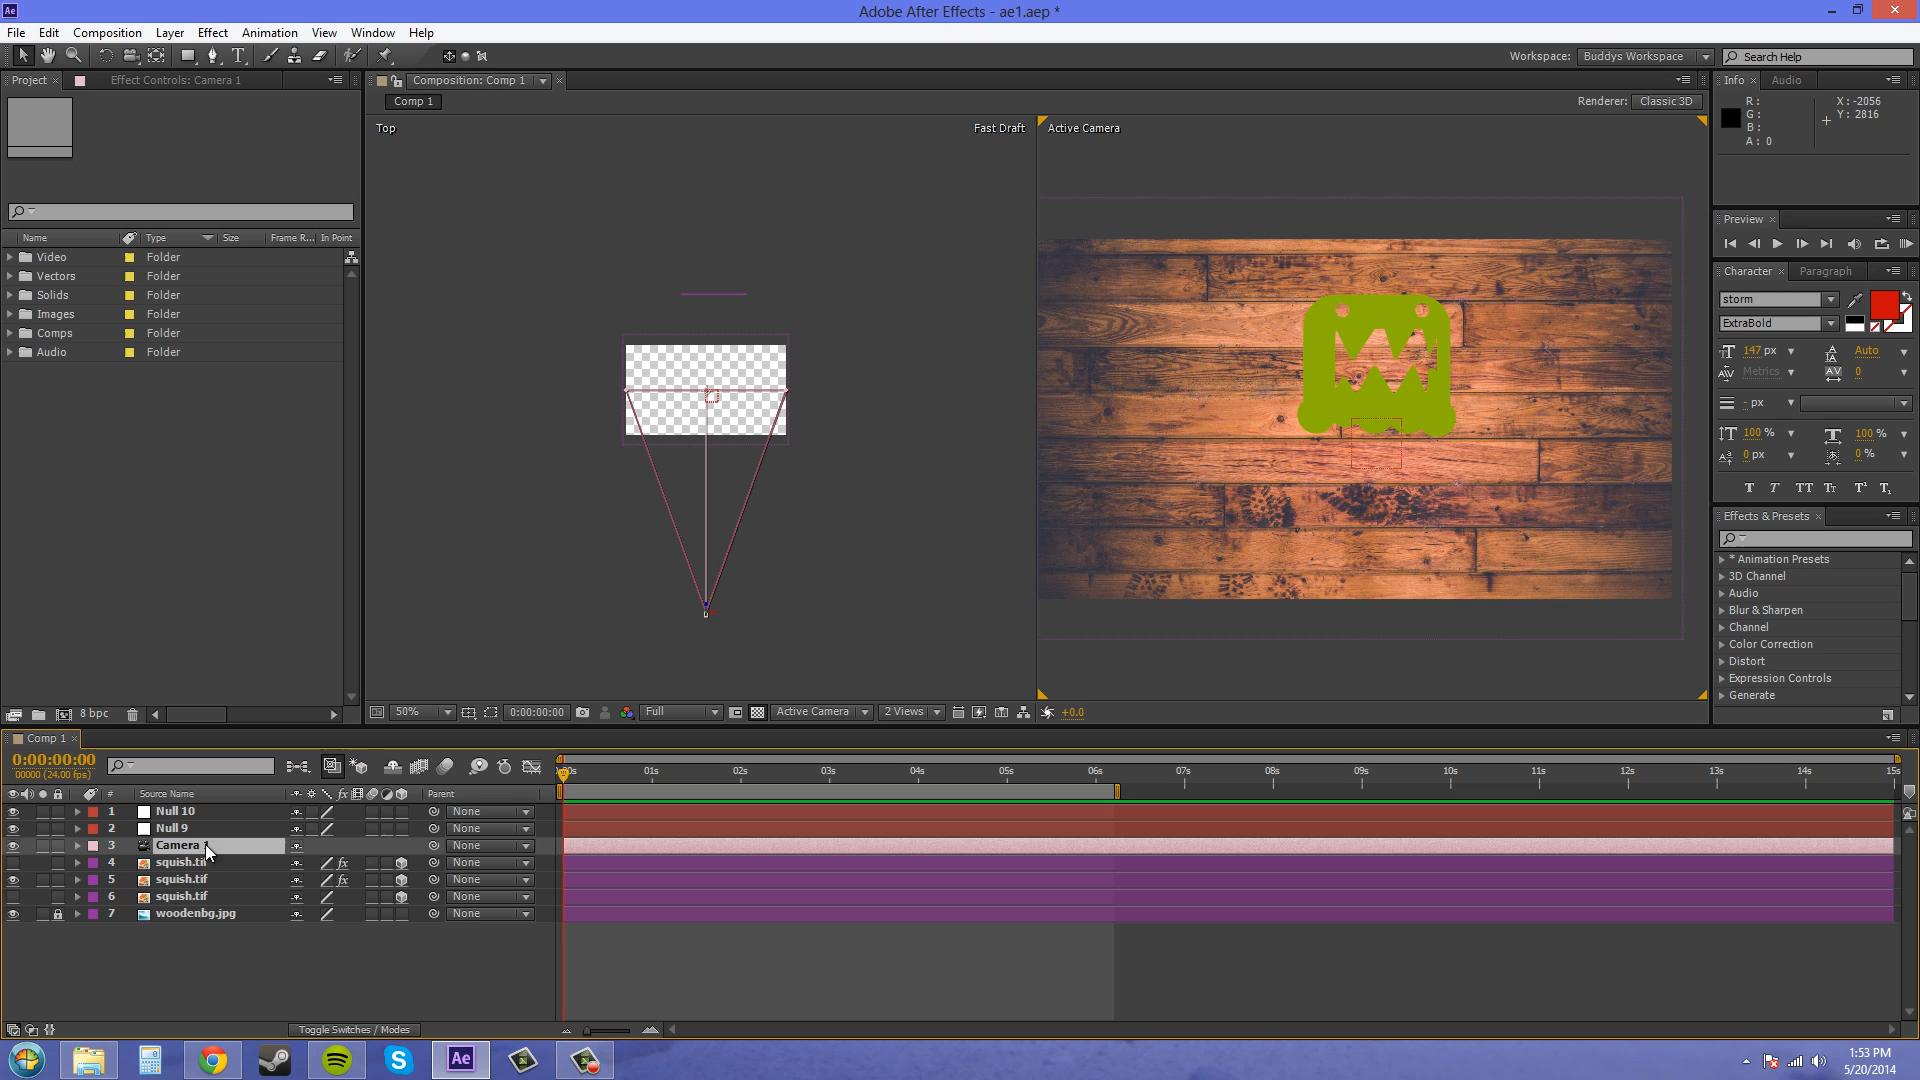 Adobe After Effects - ae1.aep *
File Edit Composition Layer Effect Animation View Window Help
Workspace: Buddys Workspace Search Help
Project × Effect Controls: Camera 1
Composition: Comp 1
Info × Audio
Comp 1
Renderer: Classic 3D
R:
G:
B:
A: 0
X: -2056
Y: 2816
Top Fast Draft Active Camera
Preview ×
Name Type Size Frame R... In Point
Video Folder
Vectors Folder
Solids Folder
Images Folder
Comps Folder
Audio Folder
Character × Paragraph
storm
ExtraBold
147 px Auto
Metrics 0
- px
100 % 100 %
0 px 0 %
T T TT Tt T¹ T₁
Effects & Presets ×
* Animation Presets
3D Channel
Audio
Blur & Sharpen
Channel
Color Correction
Distort
Expression Controls
Generate
8 bpc
50% 0:00:00:00 Full Active Camera 2 Views +0.0
Comp 1 ×
0:00:00:00
00000 (24.00 fps)
01s 02s 03s 04s 05s 06s 07s 08s 09s 10s 11s 12s 13s 14s 15s
# Source Name fx Parent
1 Null 10 None
2 Null 9 None
3 Camera None
4 squish.tif fx None
5 squish.tif fx None
6 squish.tif None
7 woodenbg.jpg None
Toggle Switches / Modes
Ae
1:53 PM
5/20/2014